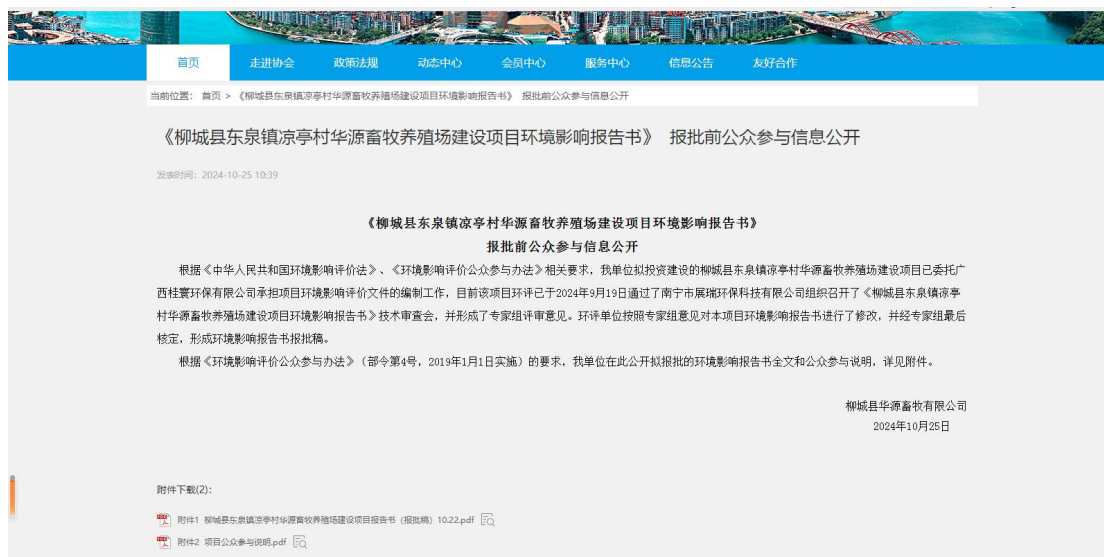 首页 走进协会 政策法规 动态中心 会员中心 服务中心 信息公告 友好合作
当前位置： 首页 > 《柳城县东泉镇凉亭村华源畜牧养殖场建设项目环境影响报告书》 报批前公众参与信息公开
《柳城县东泉镇凉亭村华源畜牧养殖场建设项目环境影响报告书》 报批前公众参与信息公开
发表时间：2024-10-25 10:39
《柳城县东泉镇凉亭村华源畜牧养殖场建设项目环境影响报告书》
报批前公众参与信息公开
根据《中华人民共和国环境影响评价法》、《环境影响评价公众参与办法》相关要求，我单位拟投资建设的柳城县东泉镇凉亭村华源畜牧养殖场建设项目已委托广
西桂寰环保有限公司承担项目环境影响评价文件的编制工作，目前该项目环评已于2024年9月19日通过了南宁市展瑞环保科技有限公司组织召开了《柳城县东泉镇凉亭
村华源畜牧养殖场建设项目环境影响报告书》技术审查会，并形成了专家组评审意见。环评单位按照专家组意见对本项目环境影响报告书进行了修改，并经专家组最后
核定，形成环境影响报告书报批稿。
根据《环境影响评价公众参与办法》（部令第4号，2019年1月1日实施）的要求，我单位在此公开拟报批的环境影响报告书全文和公众参与说明，详见附件。
柳城县华源畜牧有限公司
2024年10月25日
附件下载(2)：
附件1 柳城县东泉镇凉亭村华源畜牧养殖场建设项目报告书（报批稿）10.22.pdf
附件2 项目公众参与说明.pdf